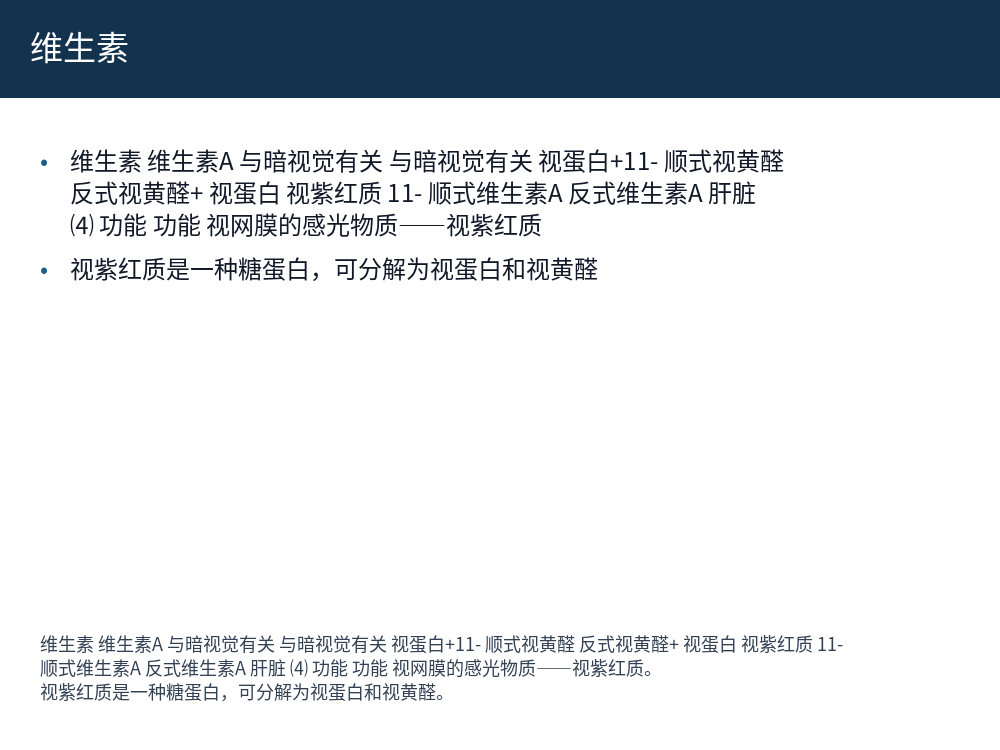 维生素
• 维生素 维生素A 与暗视觉有关 与暗视觉有关 视蛋白+11- 顺式视黄醛
反式视黄醛+ 视蛋白 视紫红质 11- 顺式维生素A 反式维生素A 肝脏
⑷ 功能 功能 视网膜的感光物质——视紫红质
• 视紫红质是一种糖蛋白，可分解为视蛋白和视黄醛
维生素 维生素A 与暗视觉有关 与暗视觉有关 视蛋白+11- 顺式视黄醛 反式视黄醛+ 视蛋白 视紫红质 11-
顺式维生素A 反式维生素A 肝脏 ⑷ 功能 功能 视网膜的感光物质——视紫红质。
视紫红质是一种糖蛋白，可分解为视蛋白和视黄醛。